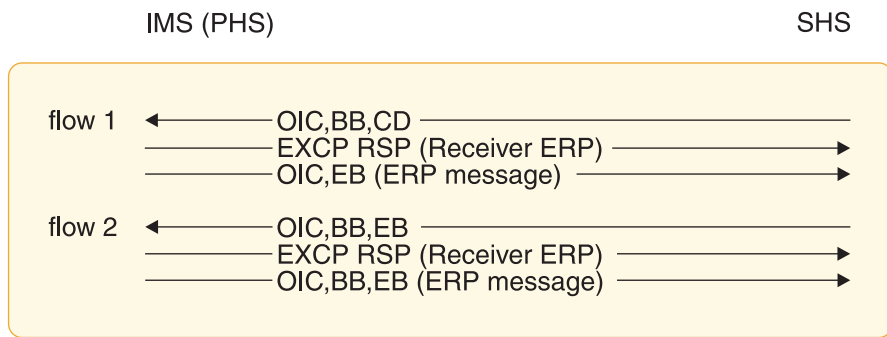 IMS (PHS) SHS
flow 1 OIC,BB,CD
EXCP RSP (Receiver ERP)
OIC,EB (ERP message)
flow 2 OIC,BB,EB
EXCP RSP (Receiver ERP)
OIC,BB,EB (ERP message)